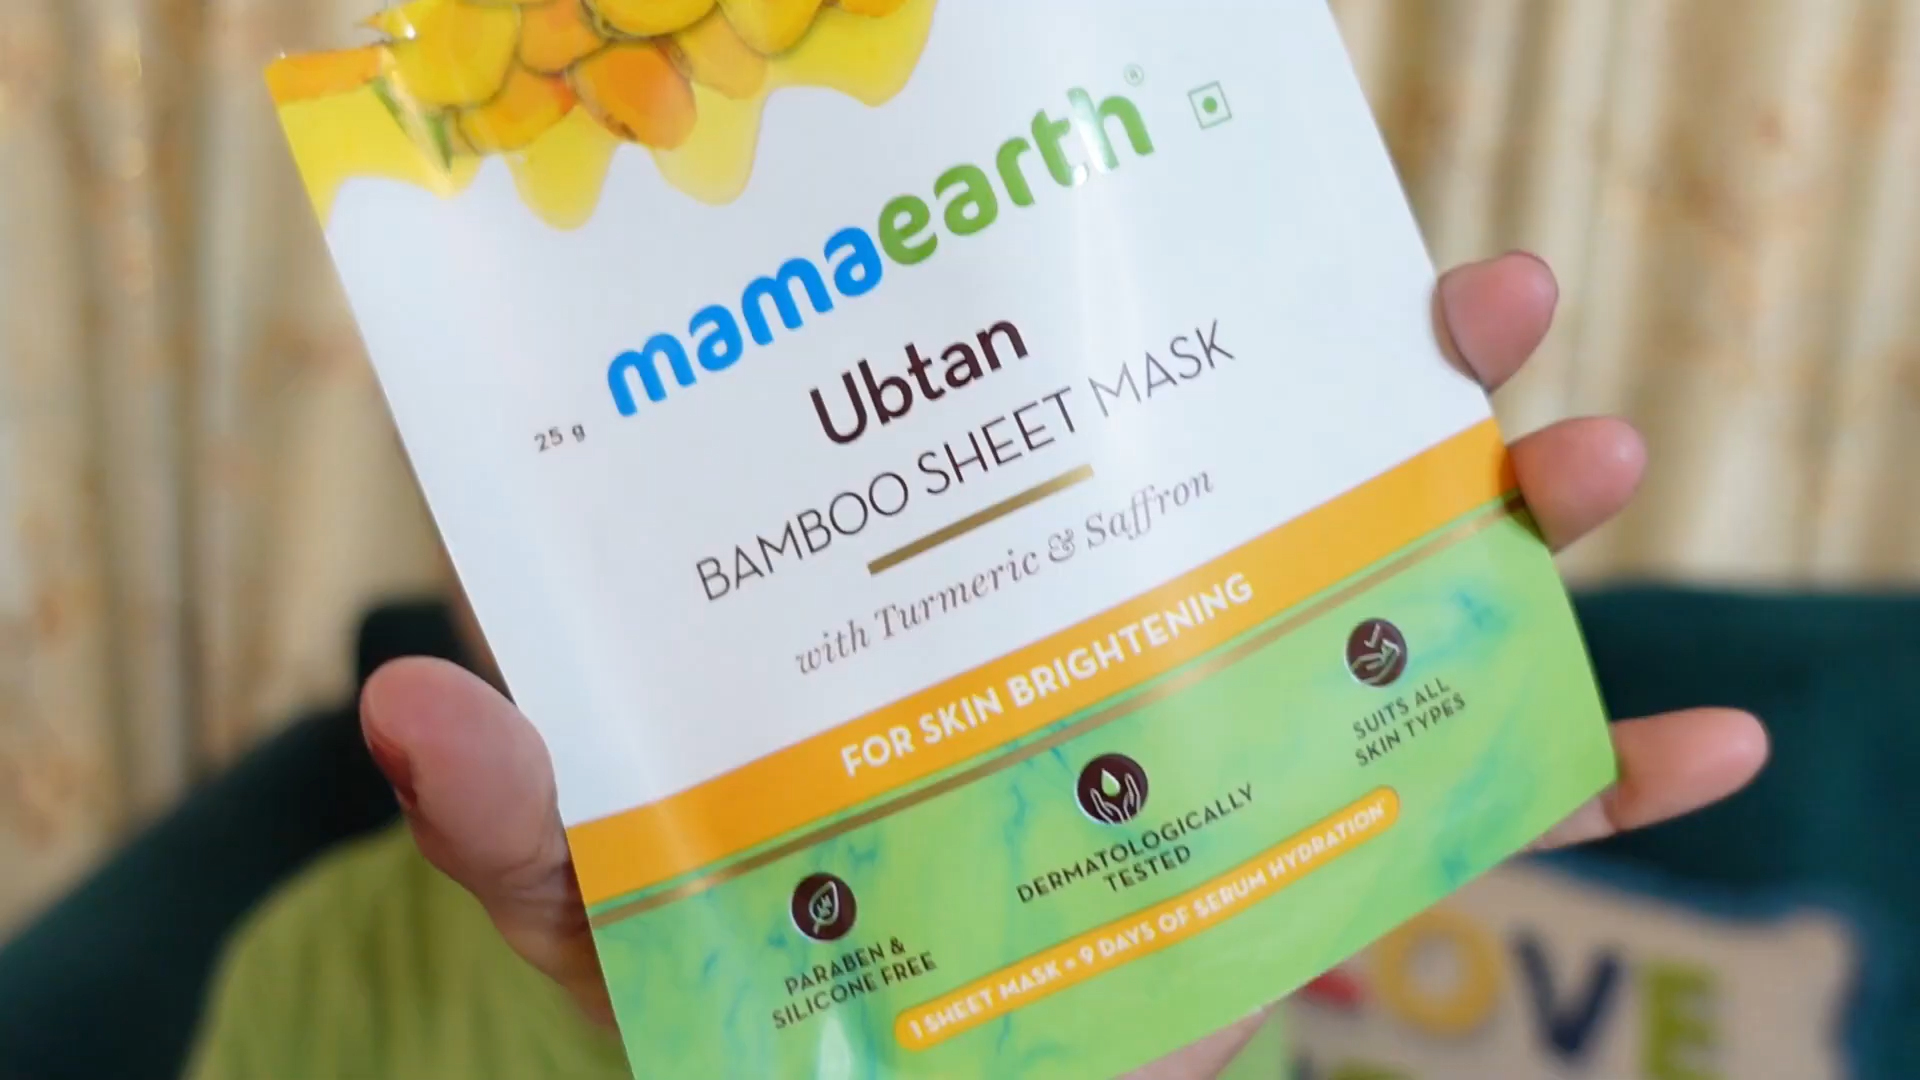 mamaearth®
25 g
Ubtan
BAMBOO SHEET MASK
with Turmeric & Saffron
FOR SKIN BRIGHTENING
SUITS ALL
SKIN TYPES
DERMATOLOGICALLY
TESTED
PARABEN &
SILICONE FREE
1 SHEET MASK = 9 DAYS OF SERUM HYDRATION*
OVE